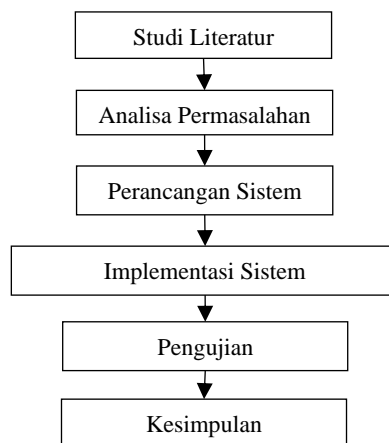 Studi Literatur
Analisa Permasalahan
Perancangan Sistem
Implementasi Sistem
Pengujian
Kesimpulan